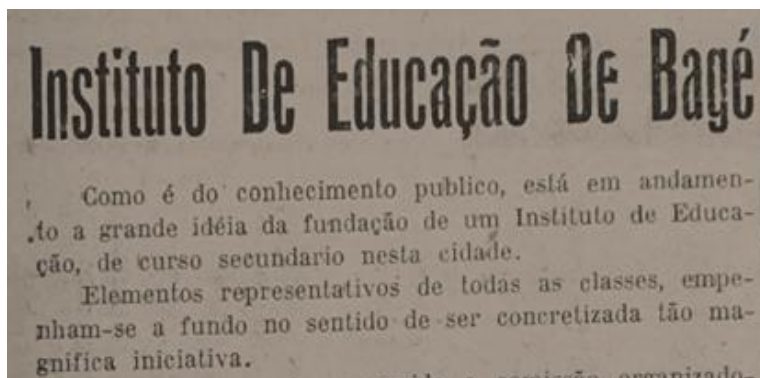 Instituto De Educação De Bagé
Como é do conhecimento publico, está em andamen-
to a grande idéia da fundação de um Instituto de Educa-
ção, de curso secundario nesta cidade.
Elementos representativos de todas as classes, empe-
nham-se a fundo no sentido de ser concretizada tão ma-
gnifica iniciativa.
organizado-